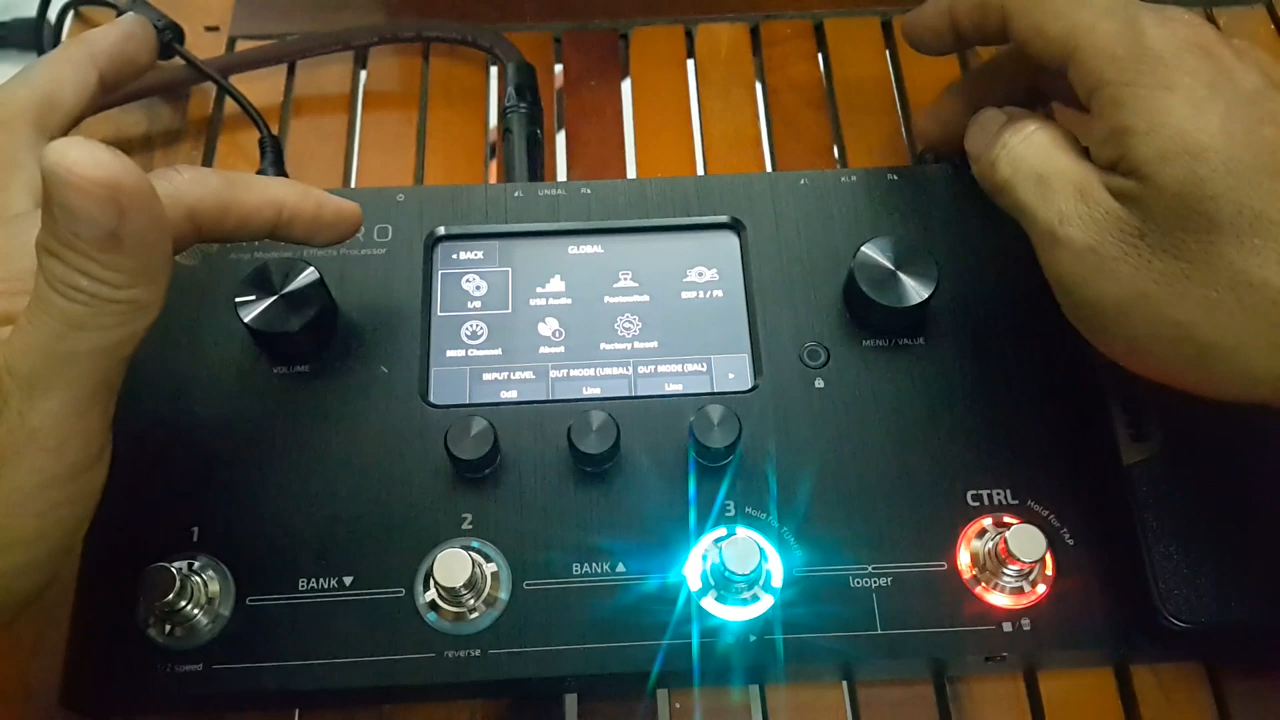 UNBAL R
XLR R
RO
Amp Modeler / Effects Processor
< BACK
GLOBAL
I/O
USB Audio
Footswitch
EXP 2 / FS
MIDI Channel
About
Factory Reset
INPUT LEVEL
OUT MODE (UNBAL)
OUT MODE (BAL)
0dB
Line
Line
VOLUME
MENU / VALUE
1
2
3
Hold for TUNER
CTRL
Hold for TAP
BANK
BANK
looper
1/2 speed
reverse